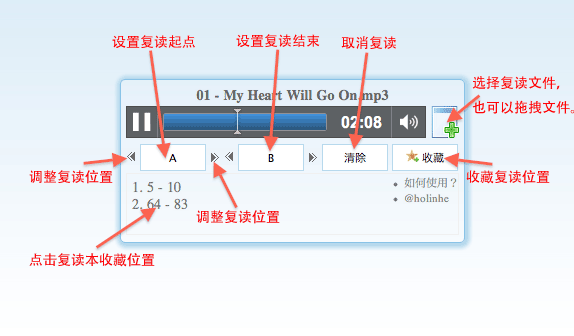 设置复读起点
设置复读结束
取消复读
选择复读文件,
也可以拖拽文件。
01 - My Heart Will Go On.mp3
02:08
A
B
清除
收藏
调整复读位置
调整复读位置
收藏复读位置
1. 5 - 10
2. 64 - 83
如何使用？
@holinhe
点击复读本收藏位置